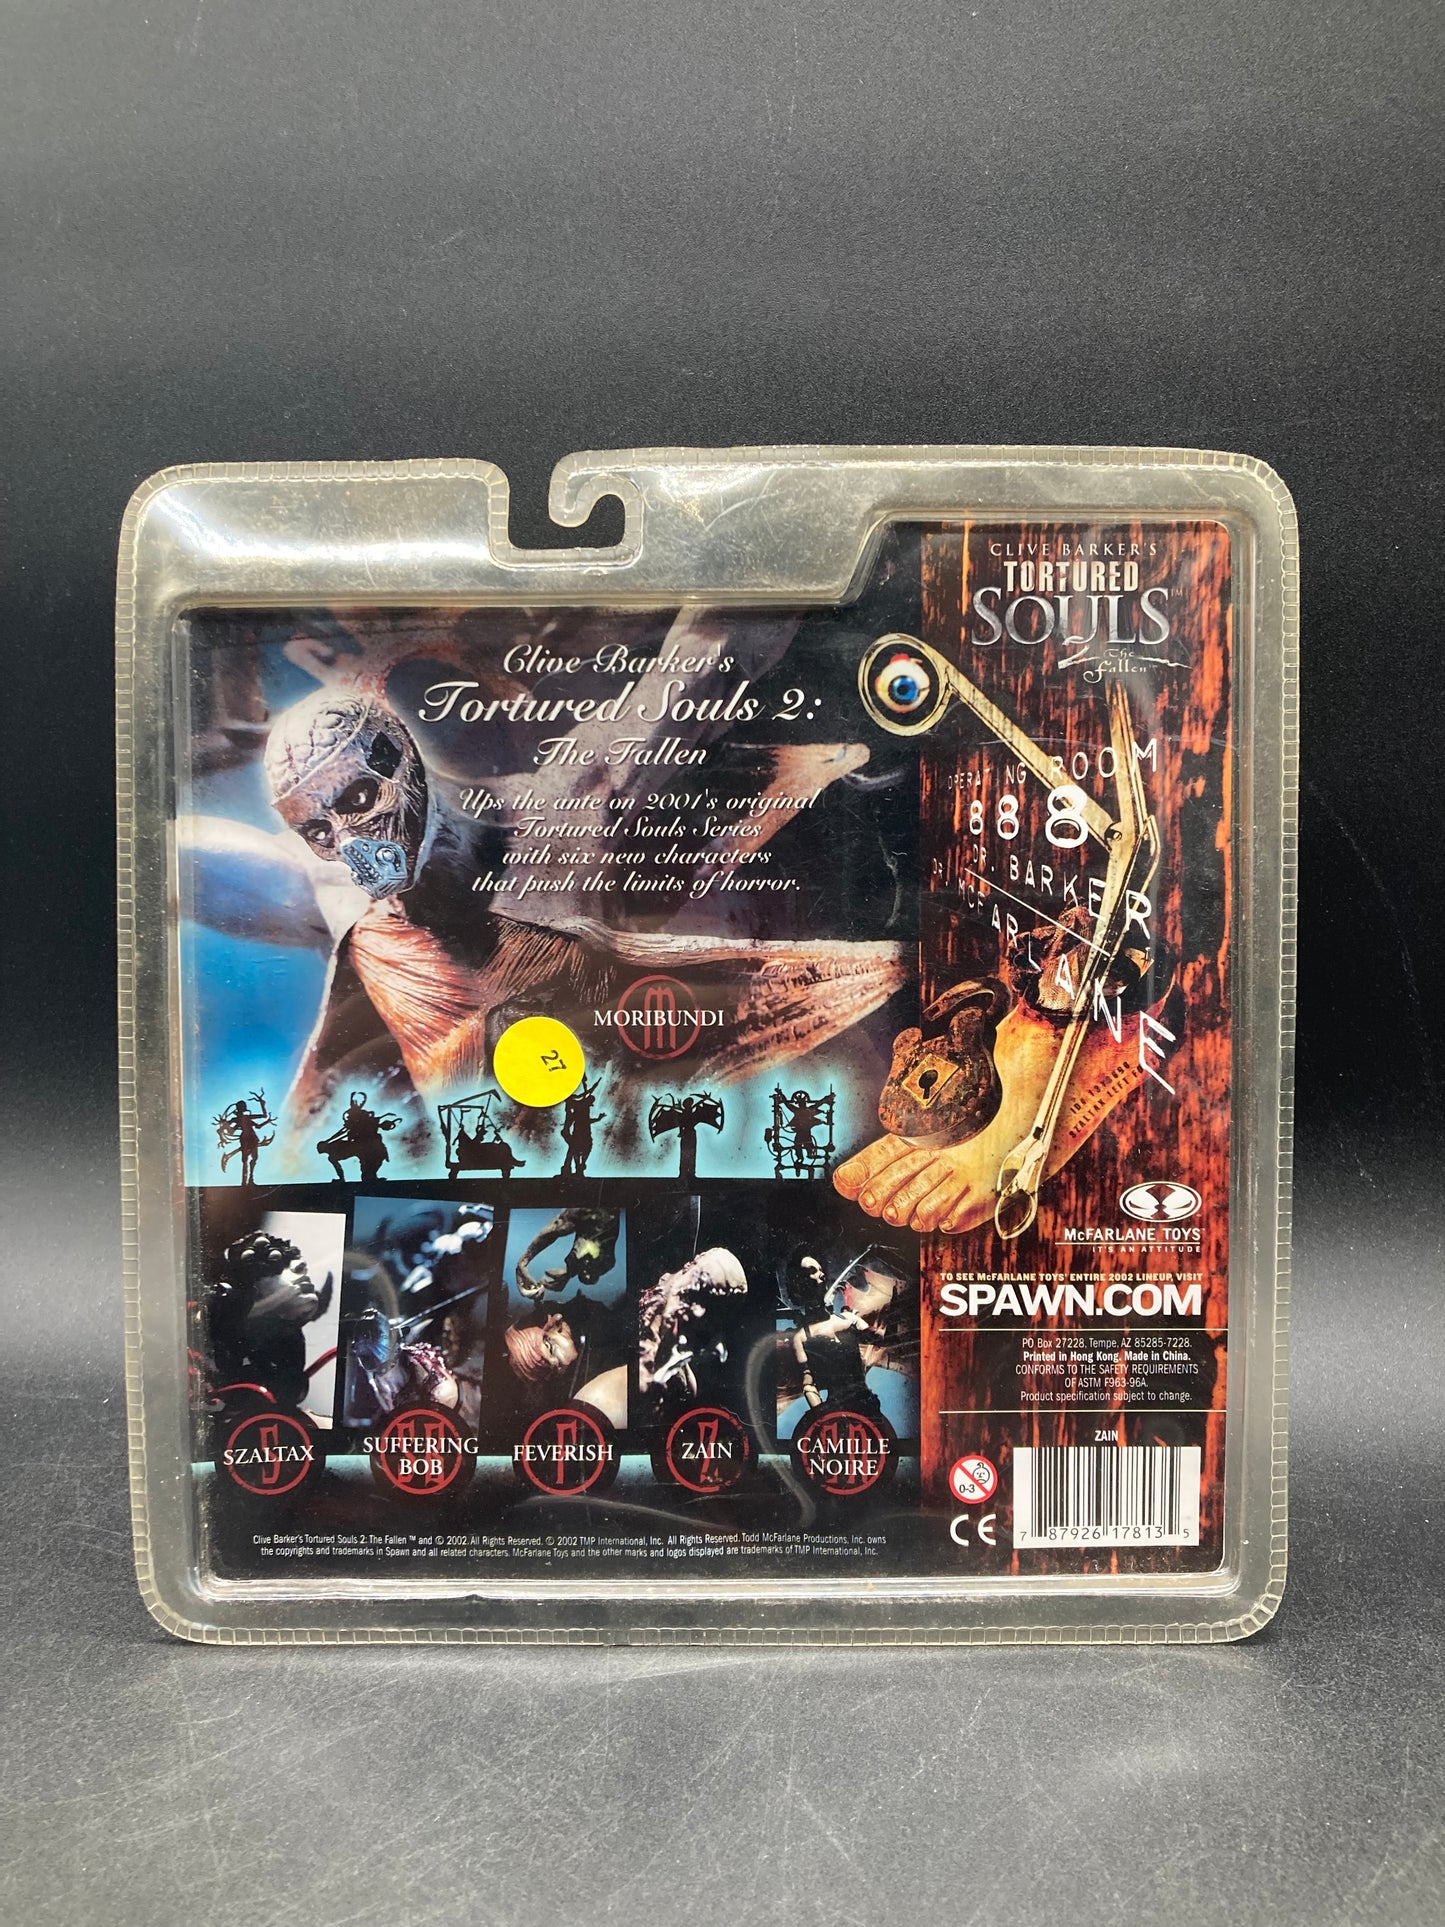 Clive Barker's
Tortured Souls 2:
The Fallen
Ups the ante on 2001's original
Tortured Souls Series
with six new characters
that push the limits of horror.
MORIBUNDI
27
SZALTAX
SUFFERING
BOB
FEVERISH
ZAIN
CAMILLE
NOIRE
Clive Barker's Tortured Souls 2: The Fallen ™ and © 2002. All Rights Reserved. © 2002 TMP International, Inc. All Rights Reserved. Todd McFarlane Productions, Inc. owns
the copyrights and trademarks in Spawn and all related characters. McFarlane Toys and the other marks and logos displayed are trademarks of TMP International, Inc.
CLIVE BARKER'S
TORTURED
SOULS™
The
Fallen™
OPERATING ROOM
888
DR. BARKER
DR. MCFARLANE
SZALTAX LEFT
McFARLANE TOYS™
IT'S AN ATTITUDE
TO SEE McFARLANE TOYS' ENTIRE 2002 LINEUP, VISIT
SPAWN.COM
PO Box 27228, Tempe, AZ 85285-7228.
Printed in Hong Kong. Made in China.
CONFORMS TO THE SAFETY REQUIREMENTS
OF ASTM F963-96A.
Product specification subject to change.
ZAIN
0-3
CE
7 87926 17813 5